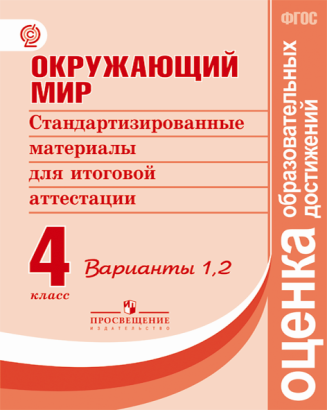 ФГОС
ОКРУЖАЮЩИЙ
МИР
Стандартизированные
материалы
для итоговой
аттестации
4
класс
Варианты 1,2
ПРОСВЕЩЕНИЕ
ИЗДАТЕЛЬСТВО
оценка
образовательных
достижений